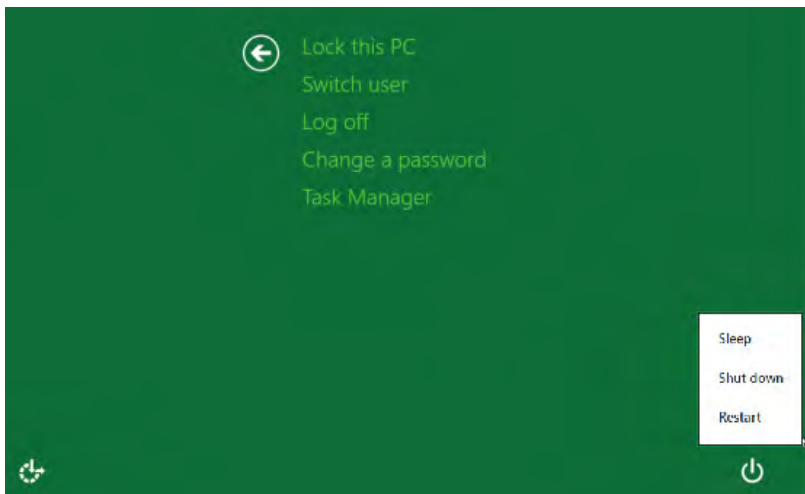 Lock this PC
Switch user
Log off
Change a password
Task Manager
Sleep
Shut down
Restart